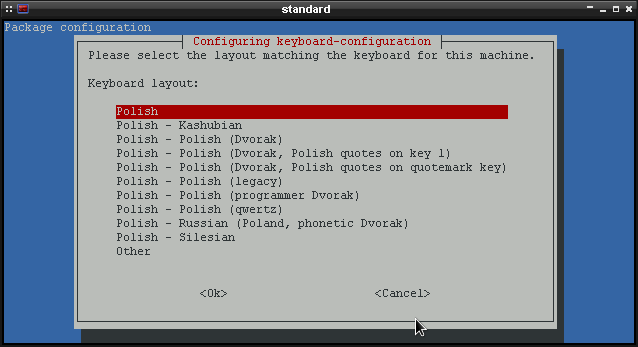 standard
Package configuration
Configuring keyboard-configuration
Please select the layout matching the keyboard for this machine.
Keyboard layout:
Polish
Polish - Kashubian
Polish - Polish (Dvorak)
Polish - Polish (Dvorak, Polish quotes on key 1)
Polish - Polish (Dvorak, Polish quotes on quotemark key)
Polish - Polish (legacy)
Polish - Polish (programmer Dvorak)
Polish - Polish (qwertz)
Polish - Russian (Poland, phonetic Dvorak)
Polish - Silesian
Other
<Ok> <Cancel>